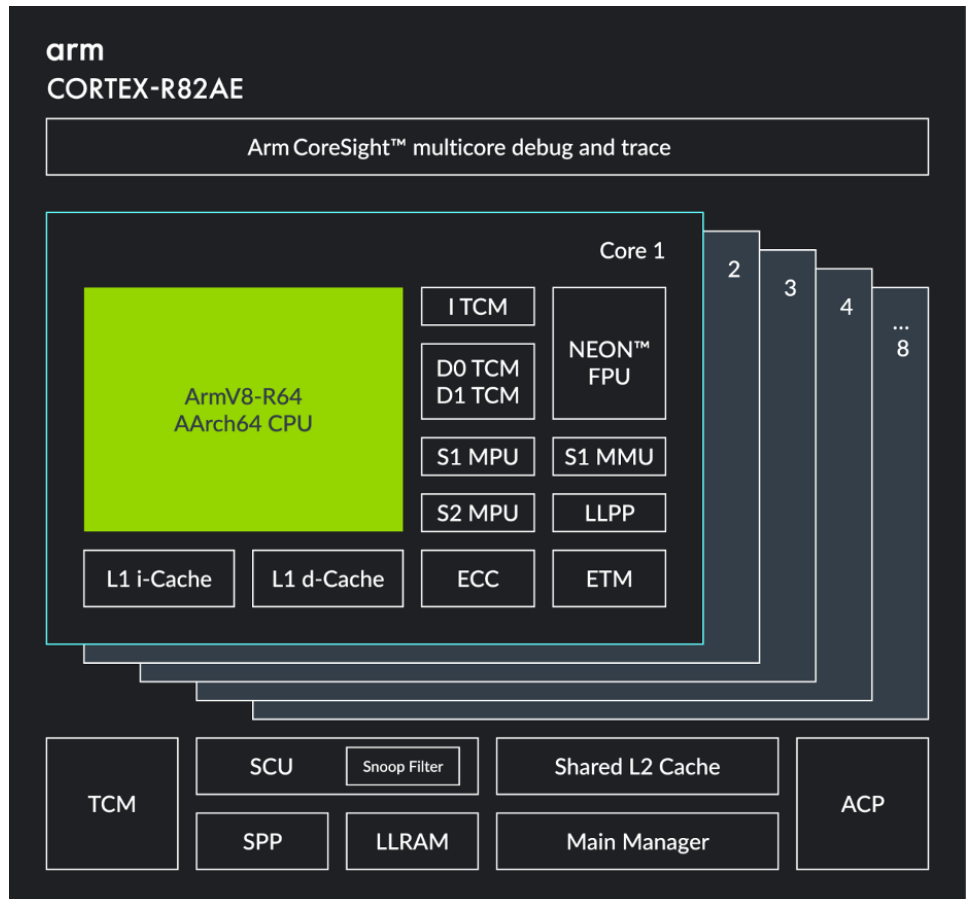 arm
CORTEX-R82AE
Arm CoreSight™ multicore debug and trace
Core 1
2
3
4
...
8
ArmV8-R64
AArch64 CPU
I TCM
D0 TCM
D1 TCM
NEON™
FPU
S1 MPU
S1 MMU
S2 MPU
LLPP
L1 i-Cache
L1 d-Cache
ECC
ETM
TCM
SCU
Snoop Filter
Shared L2 Cache
ACP
SPP
LLRAM
Main Manager